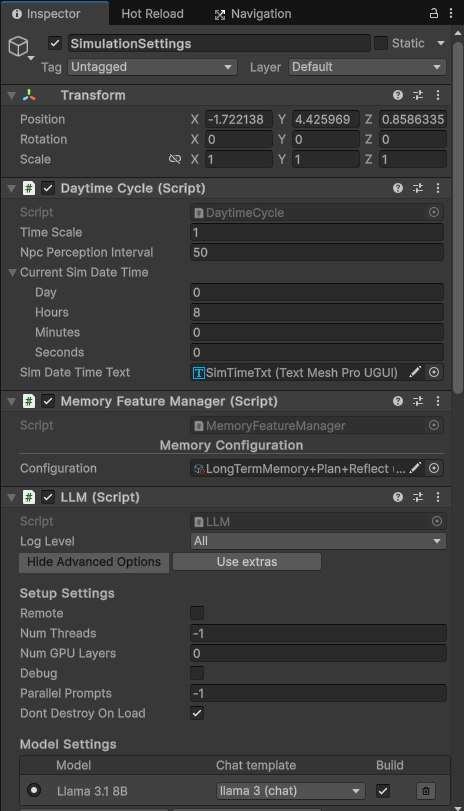 Inspector Hot Reload Navigation
SimulationSettings Static
Tag Untagged Layer Default
Transform
Position X -1.722138 Y 4.425969 Z 0.8586335
Rotation X 0 Y 0 Z 0
Scale X 1 Y 1 Z 1
# Daytime Cycle (Script)
Script # DaytimeCycle
Time Scale 1
Npc Perception Interval 50
Current Sim Date Time
Day 0
Hours 8
Minutes 0
Seconds 0
Sim Date Time Text SimTimeTxt (Text Mesh Pro UGUI)
# Memory Feature Manager (Script)
Script # MemoryFeatureManager
Memory Configuration
Configuration LongTermMemory+Plan+Reflect (...
# LLM (Script)
Script # LLM
Log Level All
Hide Advanced Options Use extras
Setup Settings
Remote
Num Threads -1
Num GPU Layers 0
Debug
Parallel Prompts -1
Dont Destroy On Load
Model Settings
Model Chat template Build
Llama 3.1 8B llama 3 (chat)